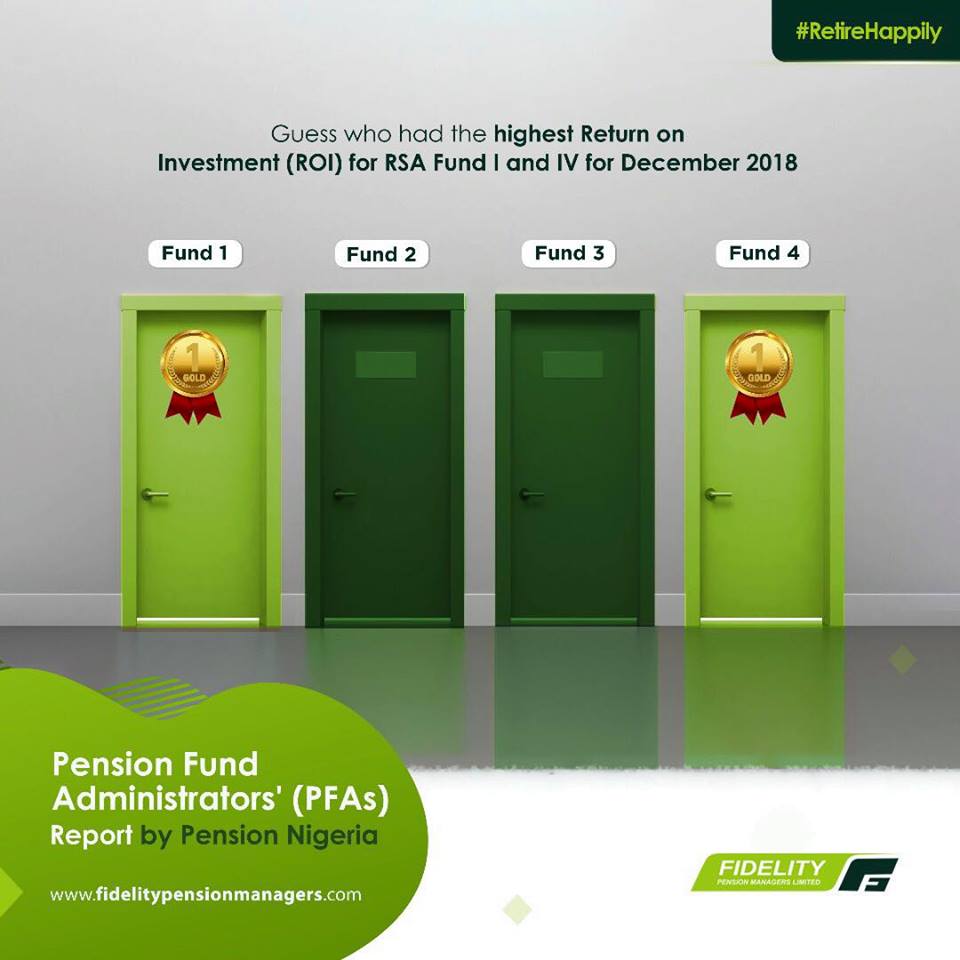 #RetireHappily
Guess who had the highest Return on
Investment (ROI) for RSA Fund I and IV for December 2018
Fund 1
Fund 2
Fund 3
Fund 4
1
GOLD
1
GOLD
Pension Fund
Administrators' (PFAs)
Report by Pension Nigeria
www.fidelitypensionmanagers.com
FIDELITY
PENSION MANAGERS LIMITED